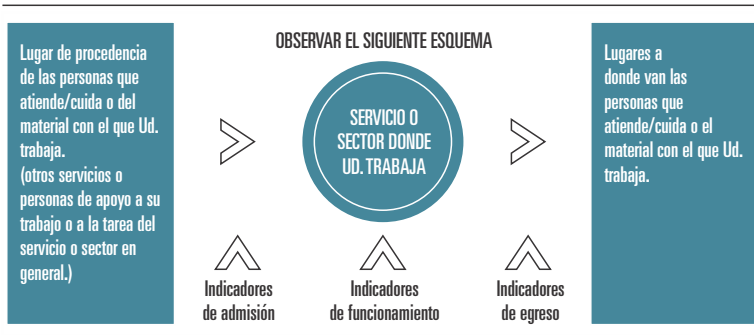 OBSERVAR EL SIGUIENTE ESQUEMA
Lugar de procedencia
de las personas que
atiende/cuida o del
material con el que Ud.
trabaja.
(otros servicios o
personas de apoyo a su
trabajo o a la tarea del
servicio o sector en
general.)
SERVICIO O
SECTOR DONDE
UD. TRABAJA
Lugares a
donde van las
personas que
atiende/cuida o el
material con el que Ud.
trabaja.
Indicadores
de admisión
Indicadores
de funcionamiento
Indicadores
de egreso